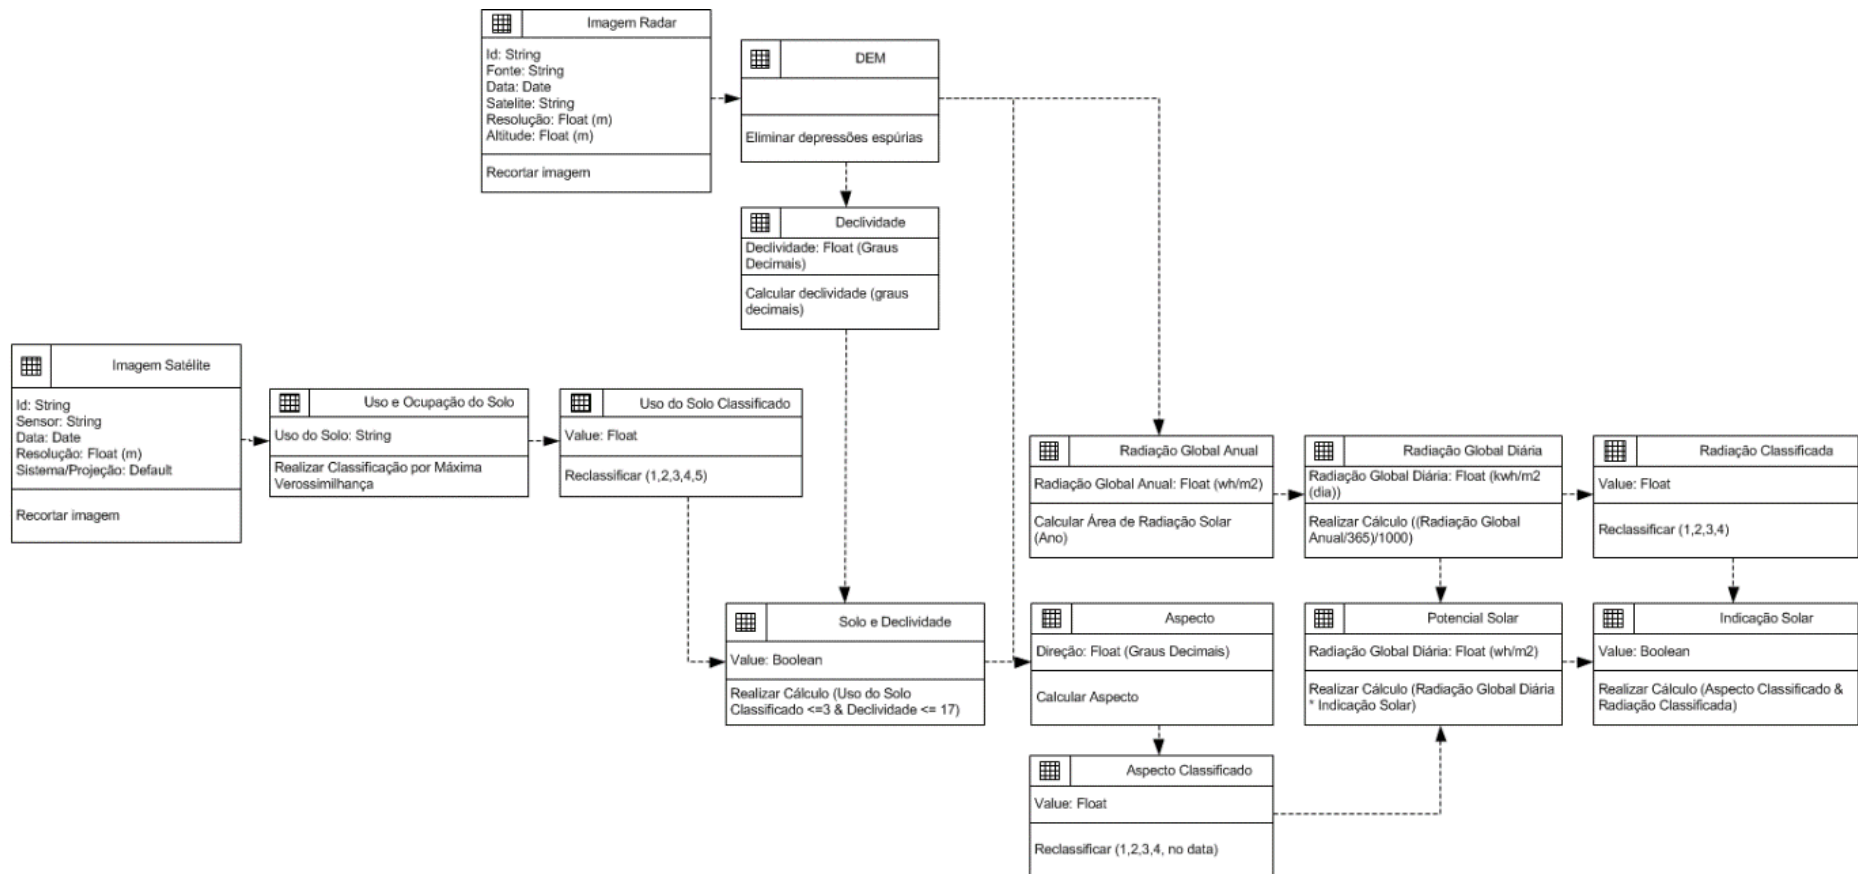 Imagem Radar
Id: String
Fonte: String
Data: Date
Satelite: String
Resolução: Float (m)
Altitude: Float (m)
Recortar imagem
DEM
Eliminar depressões espúrias
Declividade
Declividade: Float (Graus
Decimais)
Calcular declividade (graus
decimais)
Imagem Satélite
Id: String
Sensor: String
Data: Date
Resolução: Float (m)
Sistema/Projeção: Default
Recortar imagem
Uso e Ocupação do Solo
Uso do Solo: String
Realizar Classificação por Máxima
Verossimilhança
Uso do Solo Classificado
Value: Float
Reclassificar (1,2,3,4,5)
Radiação Global Anual
Radiação Global Anual: Float (wh/m2)
Calcular Área de Radiação Solar
(Ano)
Radiação Global Diária
Radiação Global Diária: Float (kwh/m2
(dia))
Realizar Cálculo ((Radiação Global
Anual/365)/1000)
Radiação Classificada
Value: Float
Reclassificar (1,2,3,4)
Solo e Declividade
Value: Boolean
Realizar Cálculo (Uso do Solo
Classificado <=3 & Declividade <= 17)
Aspecto
Direção: Float (Graus Decimais)
Calcular Aspecto
Potencial Solar
Radiação Global Diária: Float (wh/m2)
Realizar Cálculo (Radiação Global Diária
* Indicação Solar)
Indicação Solar
Value: Boolean
Realizar Cálculo (Aspecto Classificado &
Radiação Classificada)
Aspecto Classificado
Value: Float
Reclassificar (1,2,3,4, no data)